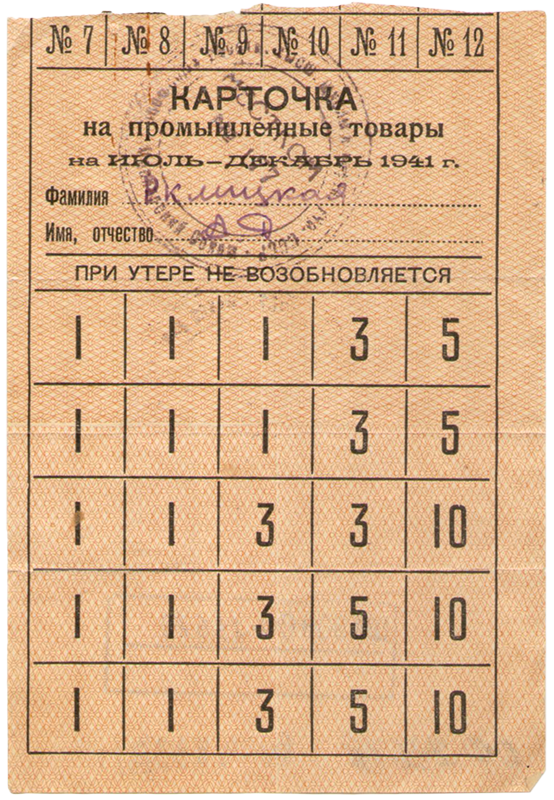 № 7 № 8 № 9 № 10 № 11 № 12
КАРТОЧКА
на промышленные товары
на ИЮЛЬ—ДЕКАБРЬ 1941 г.
Фамилия
Имя, отчество
ПРИ УТЕРЕ НЕ ВОЗОБНОВЛЯЕТСЯ
1 1 1 3 5
1 1 1 3 5
1 1 3 3 10
1 1 3 5 10
1 1 3 5 10